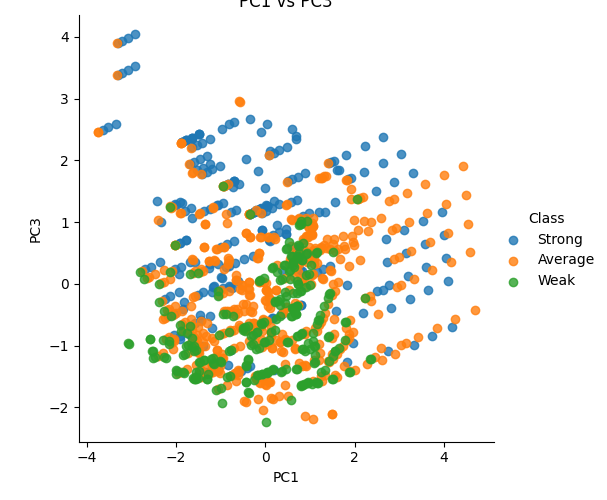 PC1 vs PC3
4
3
2
1
0
−1
−2
PC3
−4
−2
0
2
4
PC1
Class
Strong
Average
Weak